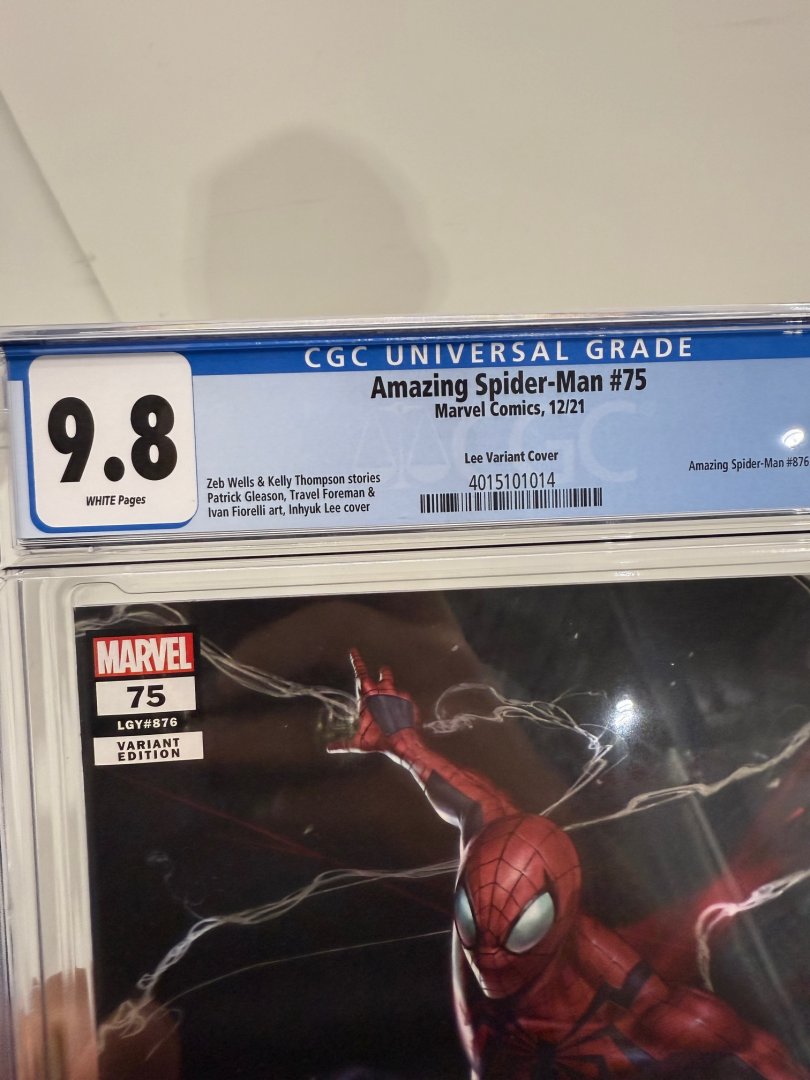 CGC UNIVERSAL GRADE
9.8
WHITE Pages
Amazing Spider-Man #75
Marvel Comics, 12/21
Lee Variant Cover
4015101014
Zeb Wells & Kelly Thompson stories
Patrick Gleason, Travel Foreman &
Ivan Fiorelli art, Inhyuk Lee cover
Amazing Spider-Man #876
CGC
MARVEL
75
LGY#876
VARIANT
EDITION